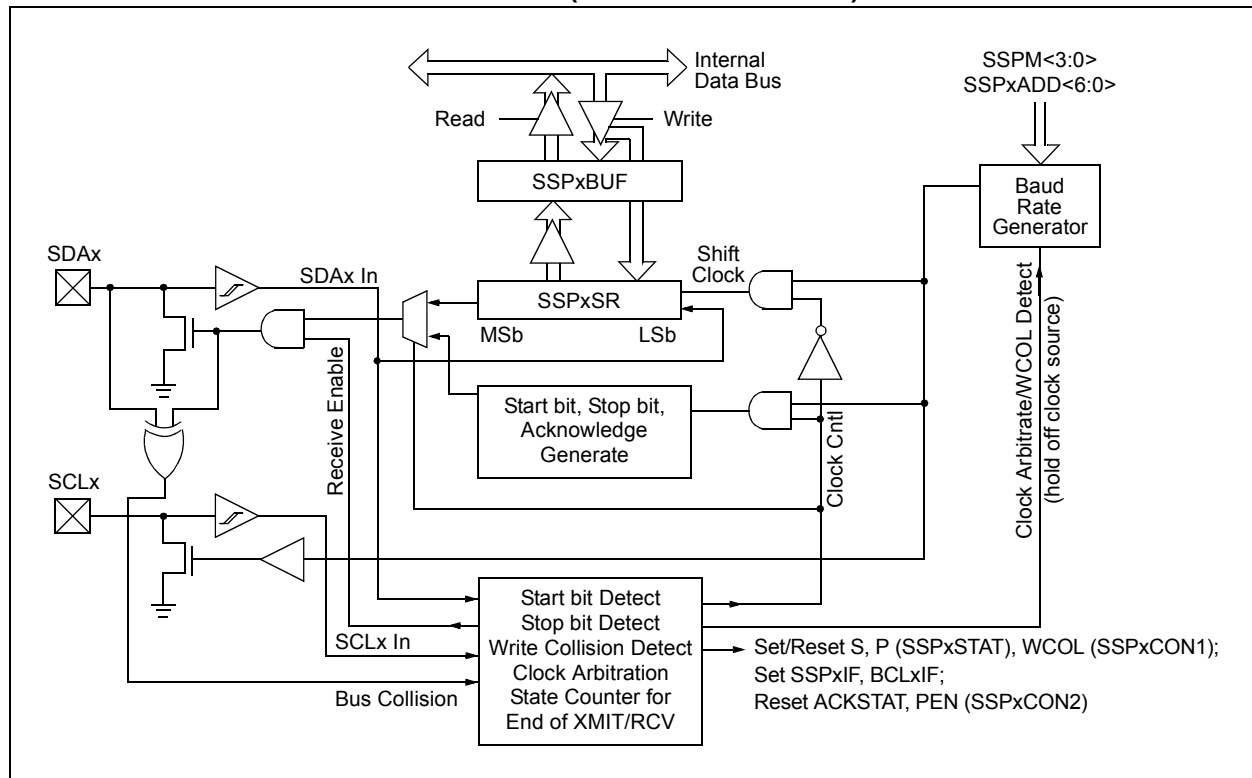 Internal
Data Bus
SSPM<3:0>
SSPxADD<6:0>
Read
Write
SSPxBUF
Baud
Rate
Generator
SDAx
SDAx In
Shift
Clock
SSPxSR
MSb
LSb
Receive Enable
Start bit, Stop bit,
Acknowledge
Generate
Clock Cntl
Clock Arbitrate/WCOL Detect
(hold off clock source)
SCLx
SCLx In
Bus Collision
Start bit Detect
Stop bit Detect
Write Collision Detect
Clock Arbitration
State Counter for
End of XMIT/RCV
Set/Reset S, P (SSPxSTAT), WCOL (SSPxCON1);
Set SSPxIF, BCLxIF;
Reset ACKSTAT, PEN (SSPxCON2)